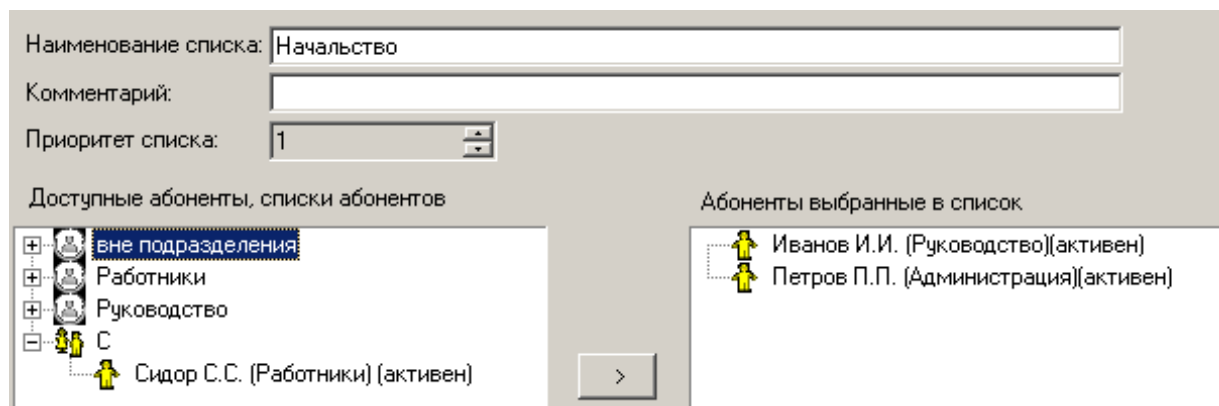 Наименование списка: Начальство
Комментарий:
Приоритет списка: 1
Доступные абоненты, списки абонентов
вне подразделения
Работники
Руководство
С
Сидор С.С. (Работники) (активен)
>
Абоненты выбранные в список
Иванов И.И. (Руководство)(активен)
Петров П.П. (Администрация)(активен)